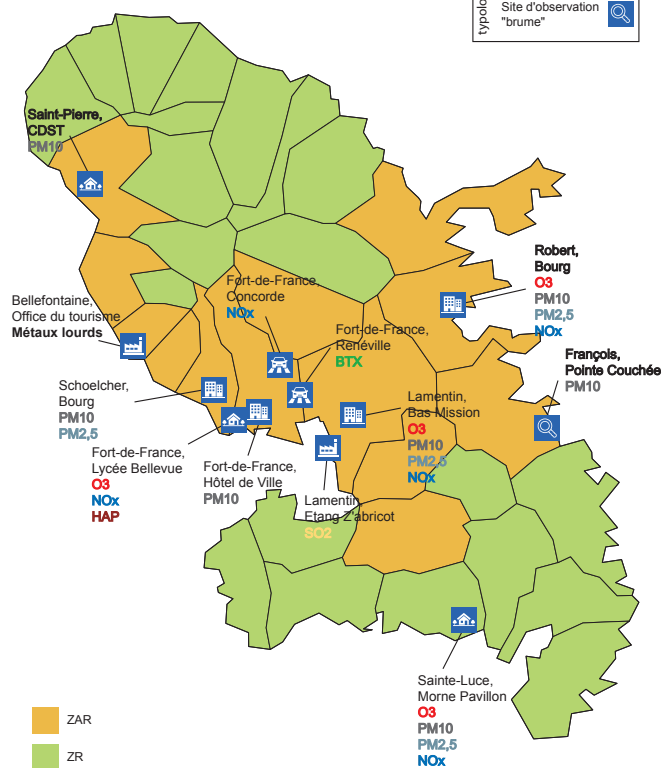 typolo
Site d'observation
"brume"
Saint-Pierre,
CDST
PM10
Robert,
Bourg
O3
PM10
PM2,5
NOx
Fort-de-France,
Concorde
NOx
Bellefontaine,
Office du tourisme
Métaux lourds
Fort-de-France,
Renéville
BTX
François,
Pointe Couchée
PM10
Schoelcher,
Bourg
PM10
PM2,5
Lamentin,
Bas Mission
O3
PM10
PM2,5
NOx
Fort-de-France,
Lycée Bellevue
O3
NOx
HAP
Fort-de-France,
Hôtel de Ville
PM10
Lamentin
Etang Z'abricot
SO2
Sainte-Luce,
Morne Pavillon
O3
PM10
PM2,5
NOx
ZAR
ZR